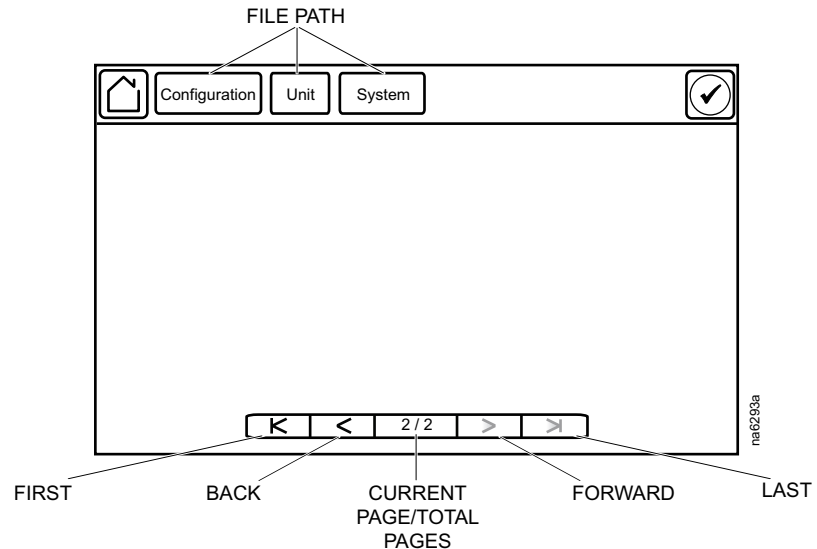 FILE PATH
Configuration
Unit
System
2 / 2
na6293a
FIRST
BACK
CURRENT
PAGE/TOTAL
PAGES
FORWARD
LAST